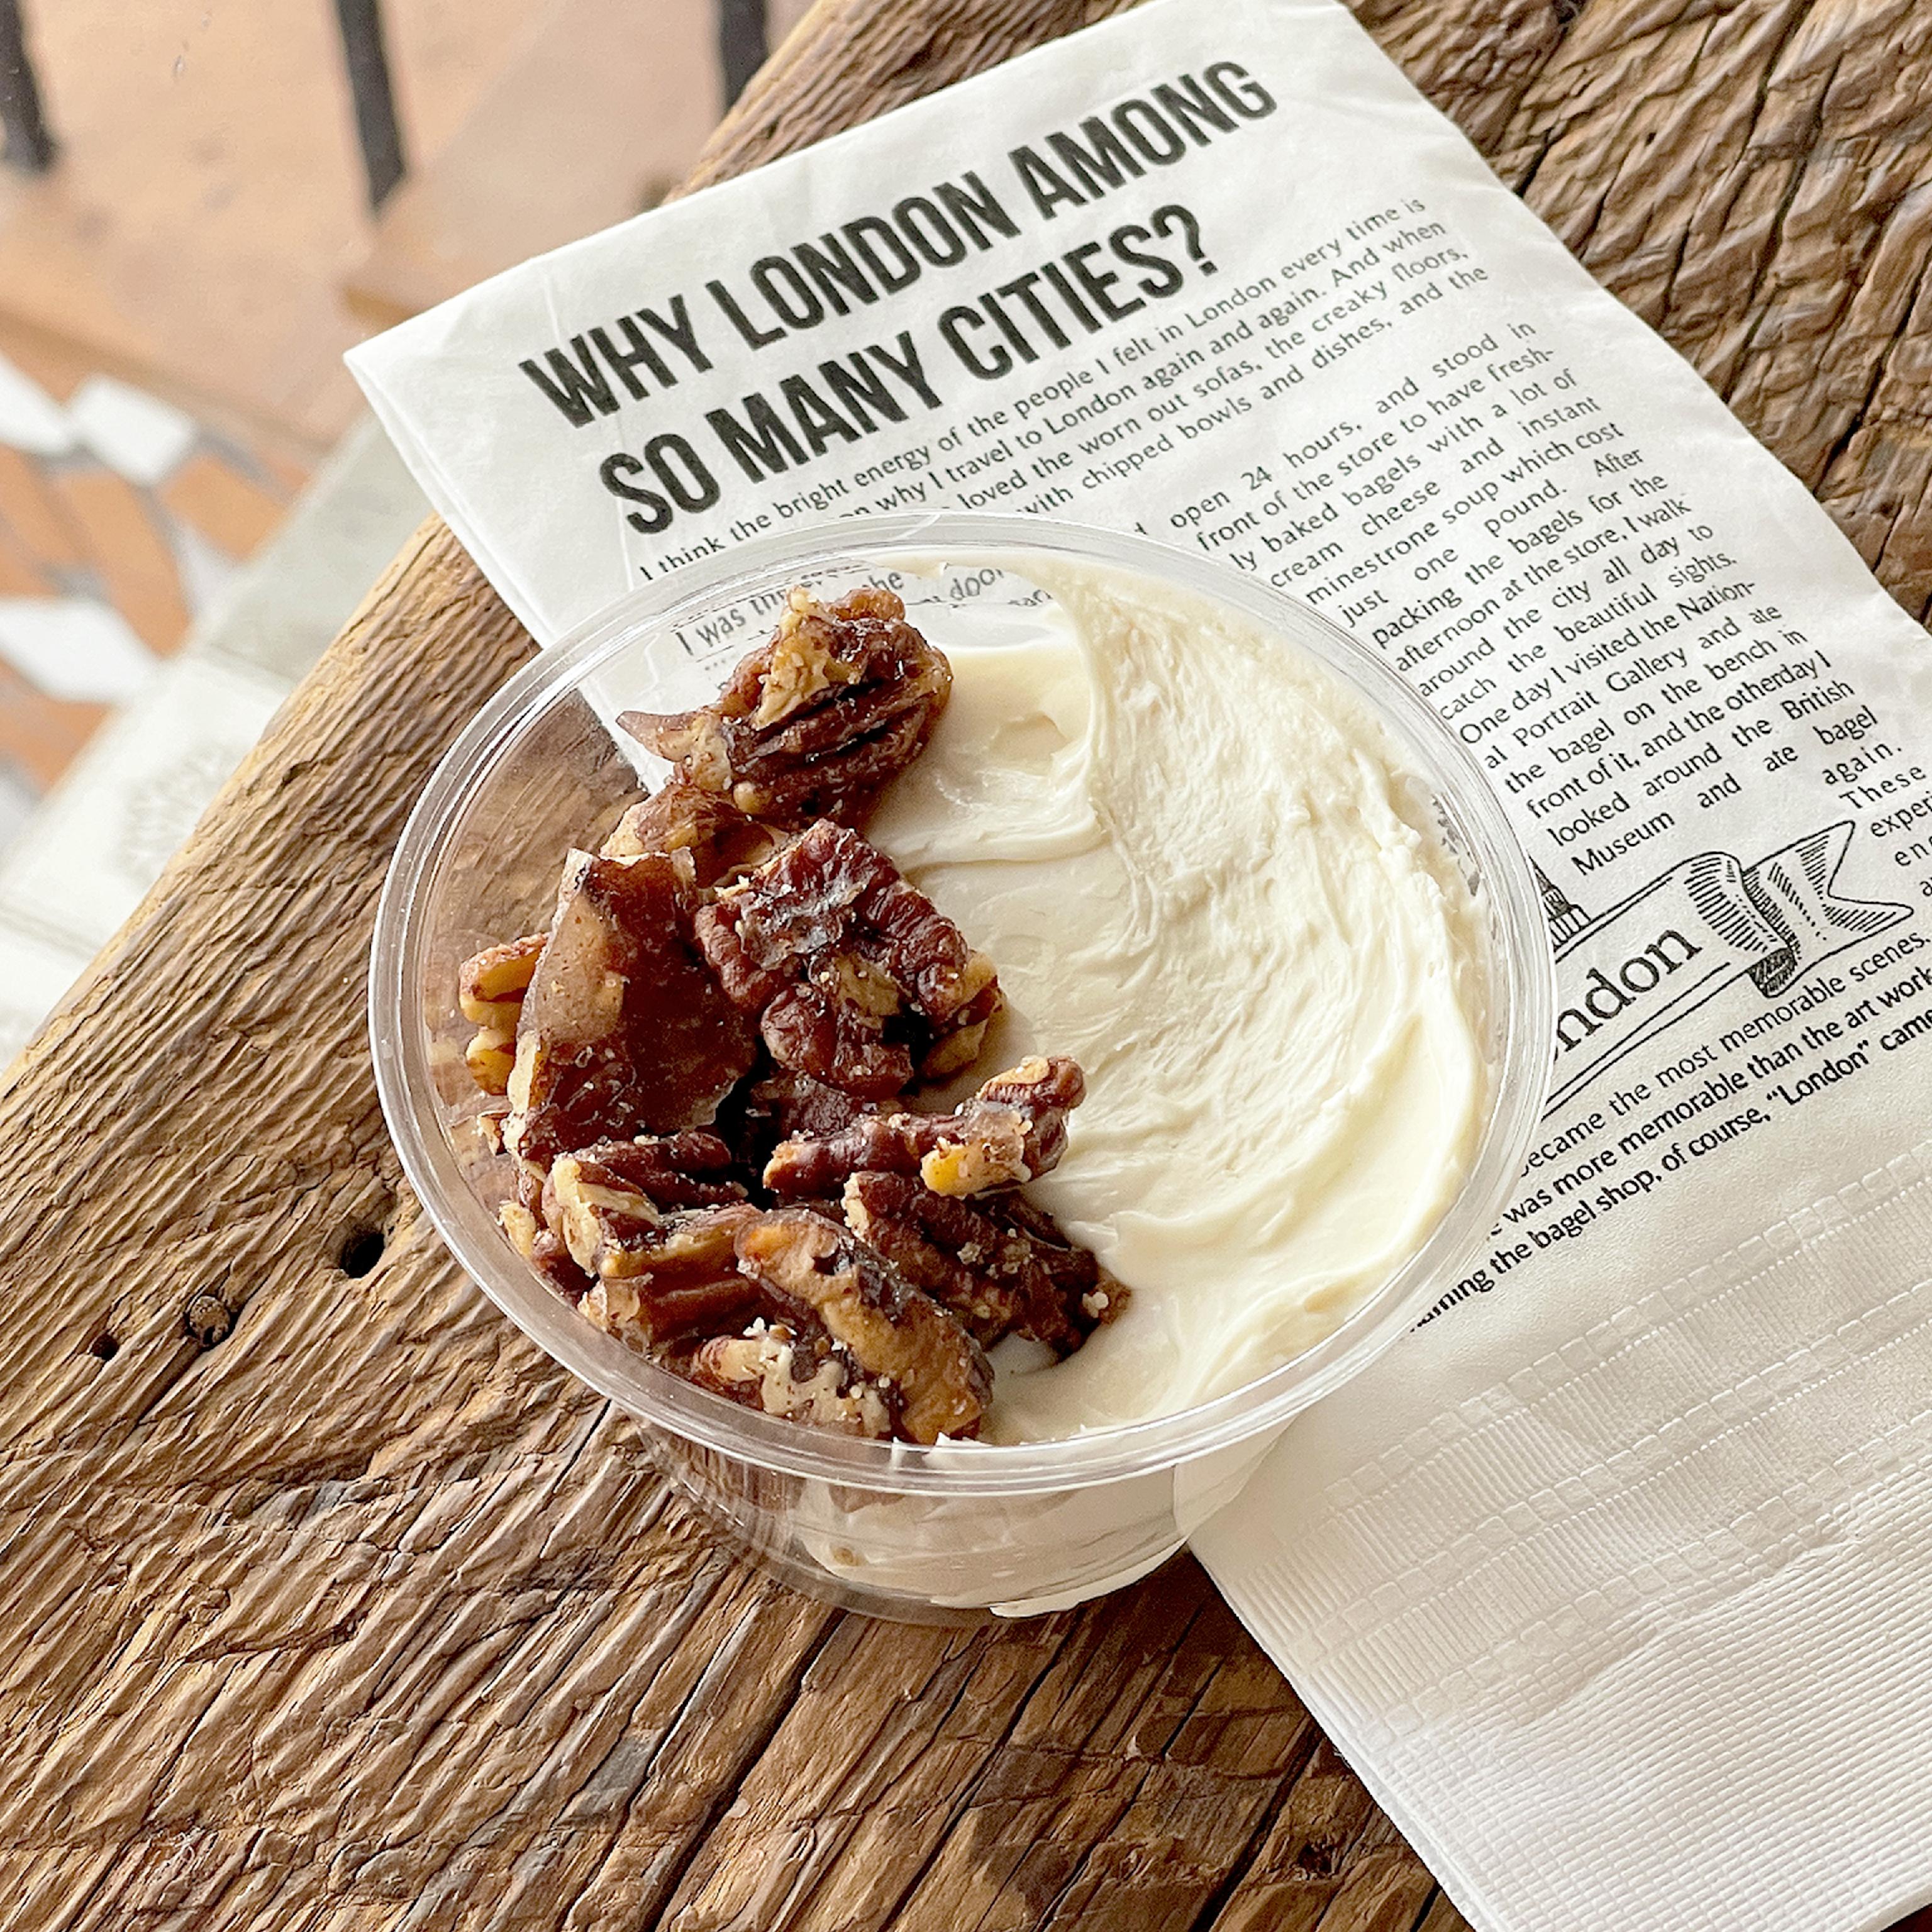 WHY LONDON AMONG
SO MANY CITIES?
I think the bright energy of the people I felt in London every time is
on why I travel to London again and again. And when
loved the worn out sofas, the creaky floors,
with chipped bowls and dishes, and the
I was the
door
open 24 hours, and stood in
front of the store to have fresh-
ly baked bagels with a lot of
cream cheese and instant
minestrone soup which cost
just one pound. After
packing the bagels for the
afternoon at the store, I walk
around the city all day to
catch the beautiful sights.
One day I visited the Nation-
al Portrait Gallery and ate
the bagel on the bench in
front of it, and the otherday I
looked around the British
Museum and ate bagel
again.
These
ndon
became the most memorable scenes.
was more memorable than the art work
the bagel shop, of course, "London" came